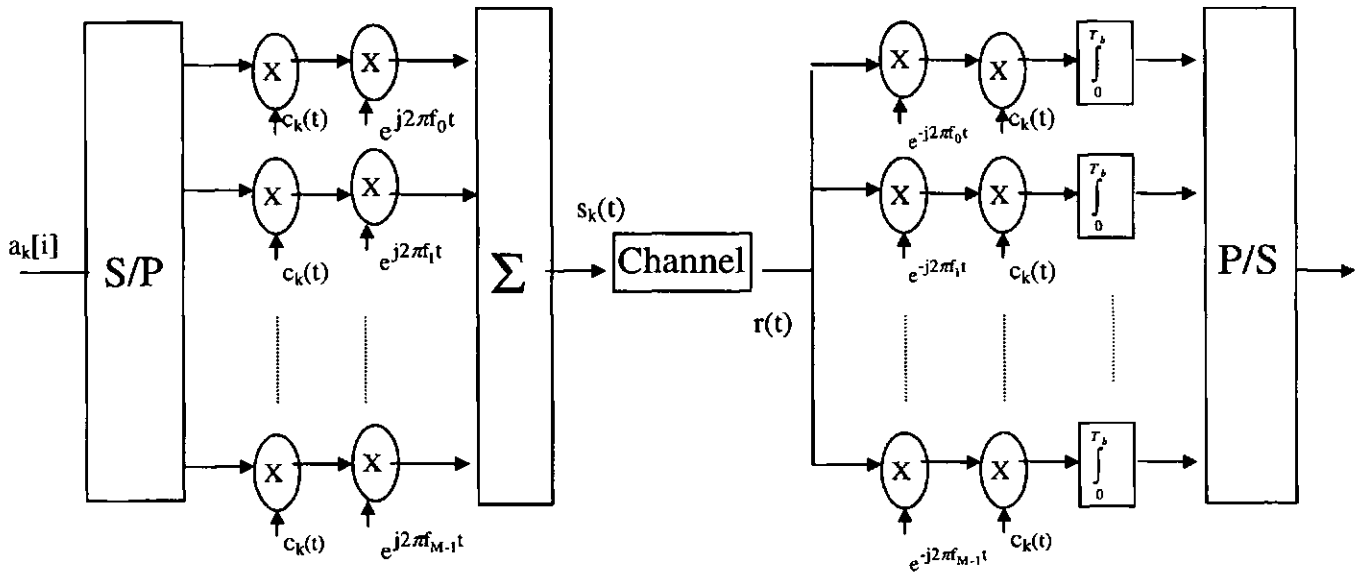 a_k[i]
S/P
X
c_k(t)
X
e^{j2πf_0t}
X
c_k(t)
X
e^{j2πf_1t}
X
c_k(t)
X
e^{j2πf_{M-1}t}
Σ
s_k(t)
Channel
r(t)
X
e^{-j2πf_0t}
X
c_k(t)
∫_0^{T_b}
X
e^{-j2πf_1t}
X
c_k(t)
∫_0^{T_b}
X
e^{-j2πf_{M-1}t}
X
c_k(t)
∫_0^{T_b}
P/S